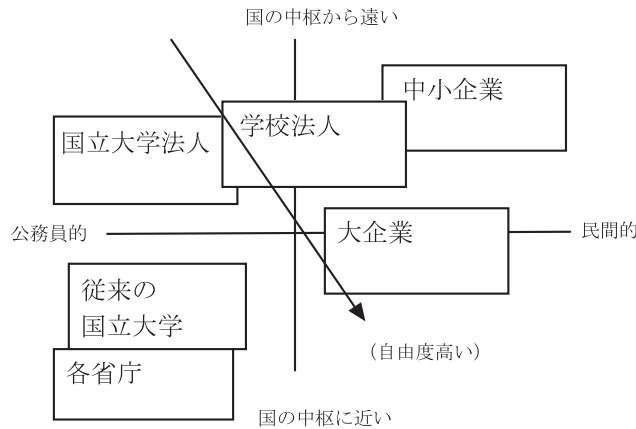 国の中枢から遠い
中小企業
学校法人
国立大学法人
大企業
公務員的
民間的
従来の
国立大学
(自由度高い)
各省庁
国の中枢に近い